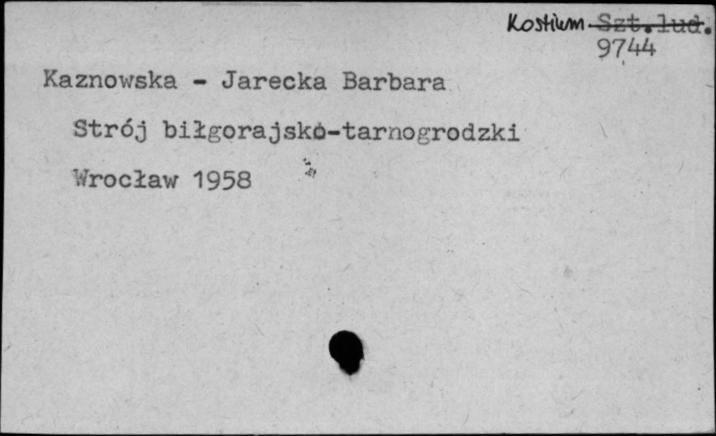 Kostium Szt.lud.
9744
Kaznowska - Jarecka Barbara
Strój biłgorajsko-tarnogrodzki
Wrocław 1958